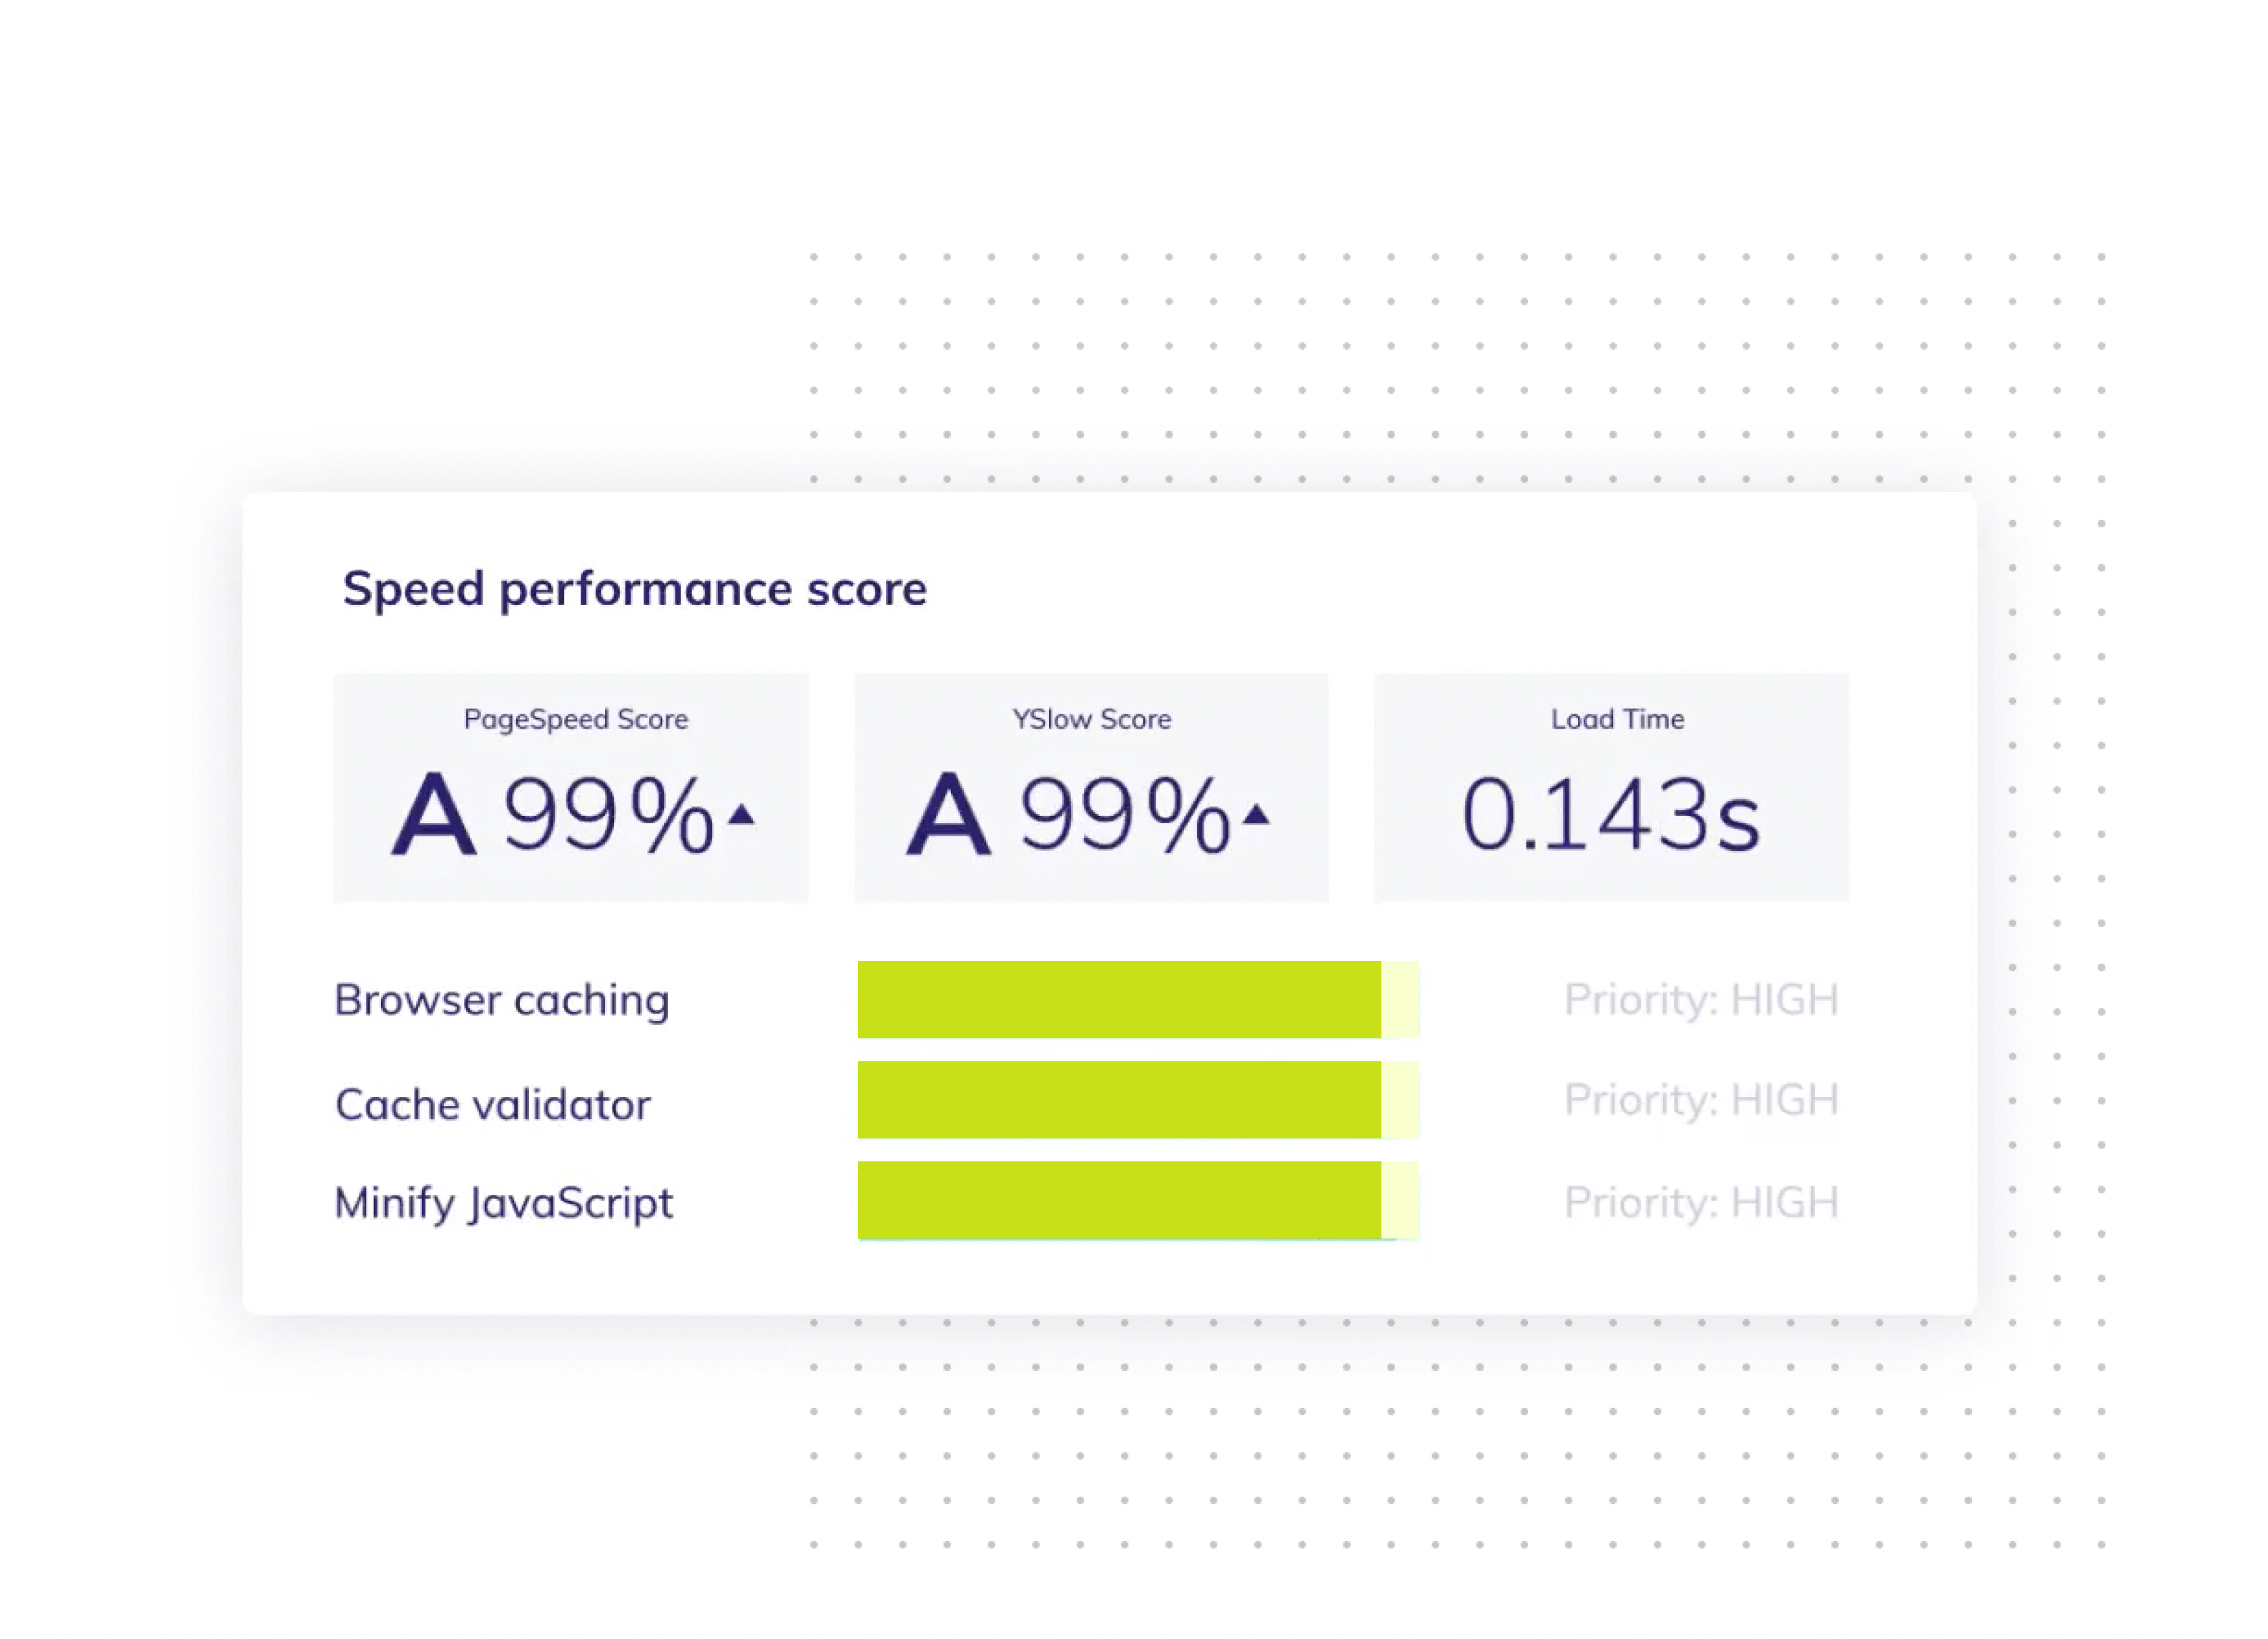 Speed performance score
PageSpeed Score
A 99%
YSlow Score
A 99%
Load Time
0.143s
Browser caching
Priority: HIGH
Cache validator
Priority: HIGH
Minify JavaScript
Priority: HIGH